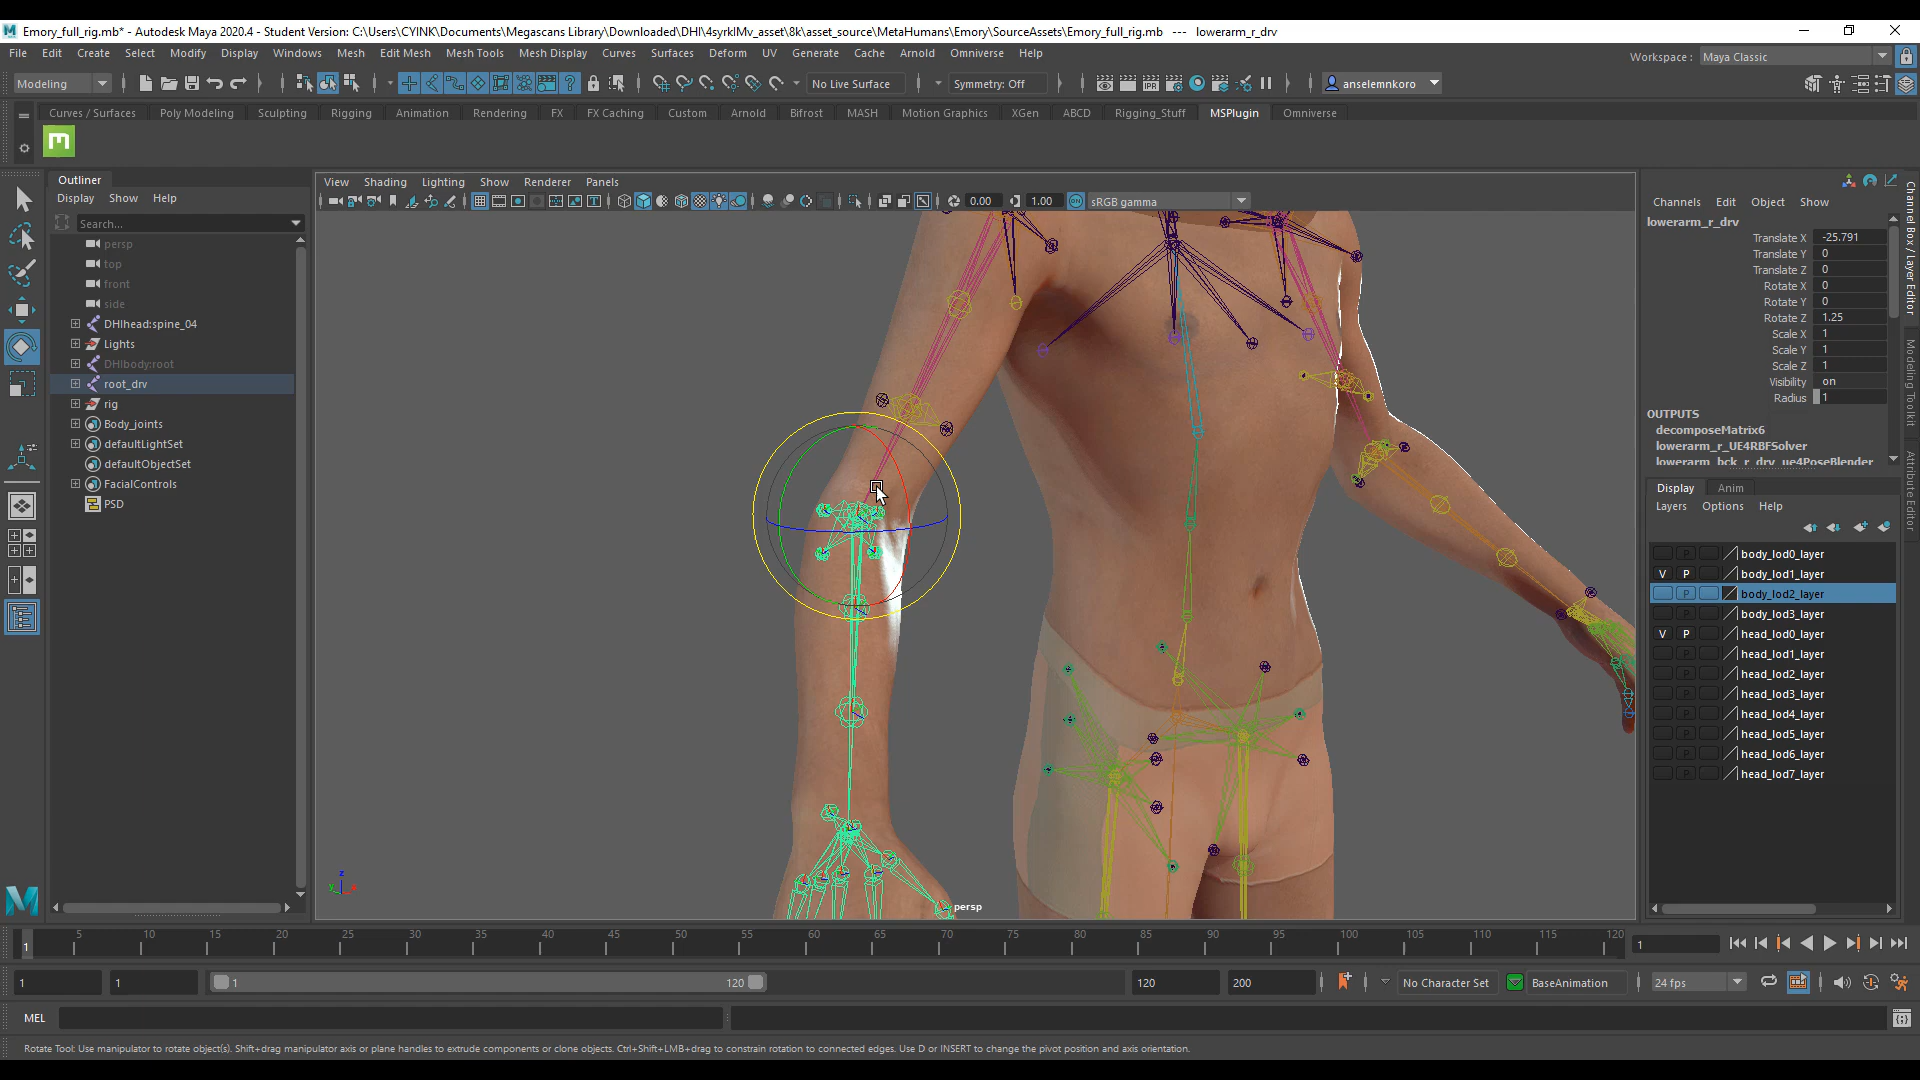 Emory_full_rig.mb* - Autodesk Maya 2020.4 - Student Version: C:\Users\CYINK\Documents\Megascans Library\Downloaded\DHI\4syrklMv_asset\8k\asset_source\MetaHumans\Emory\SourceAssets\Emory_full_rig.mb --- lowerarm_r_drv
File Edit Create Select Modify Display Windows Mesh Edit Mesh Mesh Tools Mesh Display Curves Surfaces Deform UV Generate Cache Arnold Omniverse Help
Workspace : Maya Classic
Modeling No Live Surface Symmetry: Off anselemnkoro
Curves / Surfaces Poly Modeling Sculpting Rigging Animation Rendering FX FX Caching Custom Arnold Bifrost MASH Motion Graphics XGen ABCD Rigging_Stuff MSPlugin Omniverse
Outliner
Display Show Help
Search...
persp
top
front
side
DHIhead:spine_04
Lights
DHIbody:root
root_drv
rig
Body_joints
defaultLightSet
defaultObjectSet
FacialControls
PSD
View Shading Lighting Show Renderer Panels
0.00 1.00 sRGB gamma
persp
Channels Edit Object Show
lowerarm_r_drv
Translate X -25.791
Translate Y 0
Translate Z 0
Rotate X 0
Rotate Y 0
Rotate Z 1.25
Scale X 1
Scale Y 1
Scale Z 1
Visibility on
Radius 1
OUTPUTS
decomposeMatrix6
lowerarm_r_UE4RBFSolver
lowerarm_bck_r_drv_ue4PoseBlender
Display Anim
Layers Options Help
body_lod0_layer
V P body_lod1_layer
body_lod2_layer
body_lod3_layer
V P head_lod0_layer
head_lod1_layer
head_lod2_layer
head_lod3_layer
head_lod4_layer
head_lod5_layer
head_lod6_layer
head_lod7_layer
Channel Box / Layer Editor
Modeling Toolkit
Attribute Editor
1 5 10 15 20 25 30 35 40 45 50 55 60 65 70 75 80 85 90 95 100 105 110 115 120 1
1 1 1 120 120 200 No Character Set BaseAnimation 24 fps
MEL
Rotate Tool: Use manipulator to rotate object(s). Shift+drag manipulator axis or plane handles to extrude components or clone objects. Ctrl+Shift+LMB+drag to constrain rotation to connected edges. Use D or INSERT to change the pivot position and axis orientation.